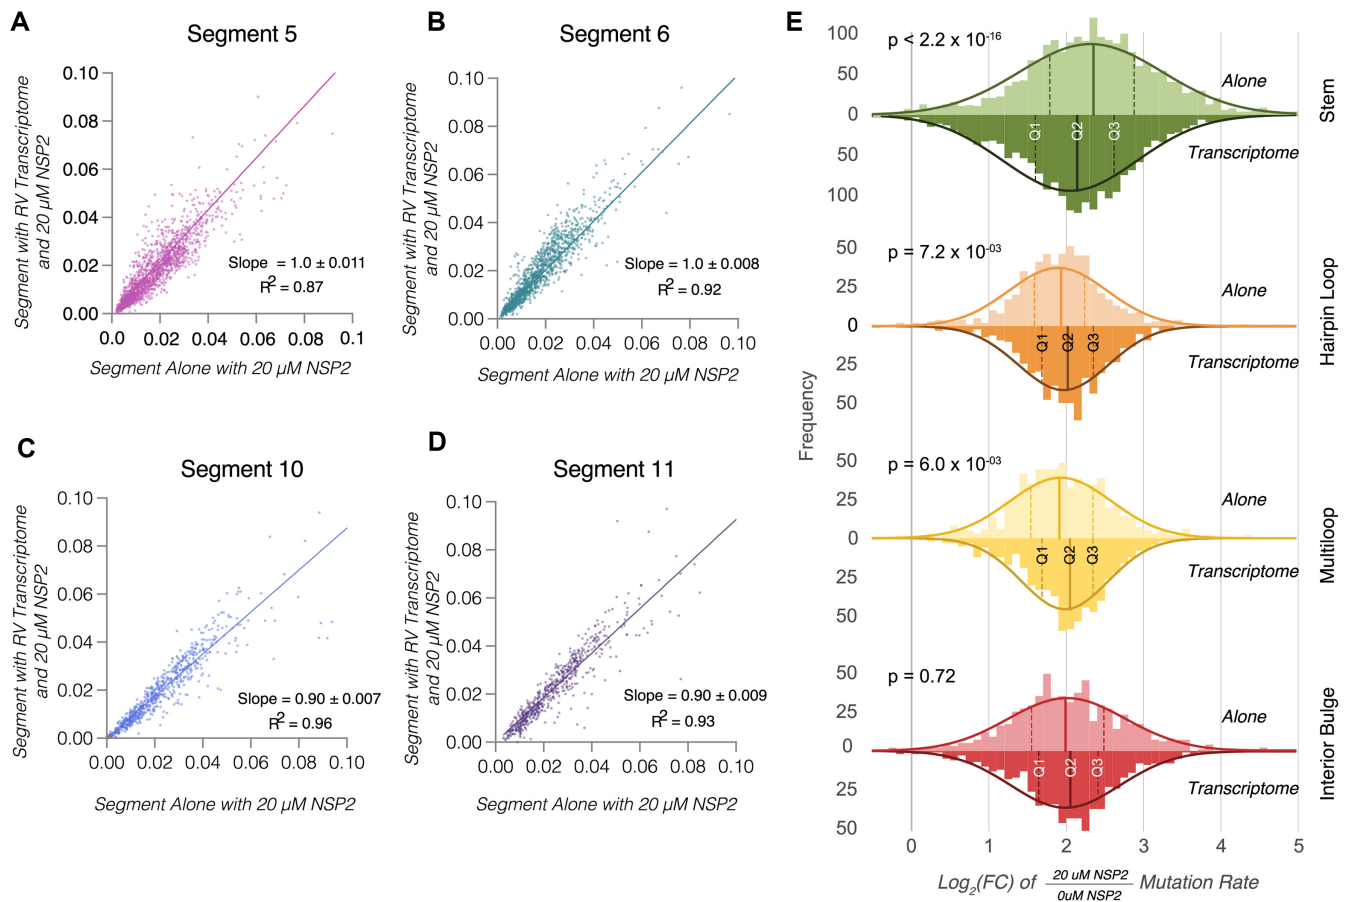 A
Segment 5
Segment with RV Transcriptome
and 20 µM NSP2
0.10
0.08
0.06
0.04
0.02
0.00
Slope = 1.0 ± 0.011
R² = 0.87
0.00 0.02 0.04 0.06 0.08 0.1
Segment Alone with 20 µM NSP2
B
Segment 6
Segment with RV Transcriptome
and 20 µM NSP2
0.10
0.08
0.06
0.04
0.02
0.00
Slope = 1.0 ± 0.008
R² = 0.92
0.00 0.02 0.04 0.06 0.08 0.10
Segment Alone with 20 µM NSP2
C
Segment 10
Segment with RV Transcriptome
and 20 µM NSP2
0.10
0.08
0.06
0.04
0.02
0.00
Slope = 0.90 ± 0.007
R² = 0.96
0.00 0.02 0.04 0.06 0.08 0.10
Segment Alone with 20 µM NSP2
D
Segment 11
Segment with RV Transcriptome
and 20 µM NSP2
0.10
0.08
0.06
0.04
0.02
0.00
Slope = 0.90 ± 0.009
R² = 0.93
0.00 0.02 0.04 0.06 0.08 0.10
Segment Alone with 20 µM NSP2
E
Frequency
100
50
0
50
100
p < 2.2 x 10⁻¹⁶
Alone
Q1 Q2 Q3
Transcriptome
Stem
50
25
0
25
50
p = 7.2 x 10⁻⁰³
Alone
Q1 Q2 Q3
Transcriptome
Hairpin Loop
50
25
0
25
50
p = 6.0 x 10⁻⁰³
Alone
Q1 Q2 Q3
Transcriptome
Multiloop
50
25
0
25
50
p = 0.72
Alone
Q1 Q2 Q3
Transcriptome
Interior Bulge
0 1 2 3 4 5
Log₂(FC) of 20 uM NSP2 / 0uM NSP2 Mutation Rate